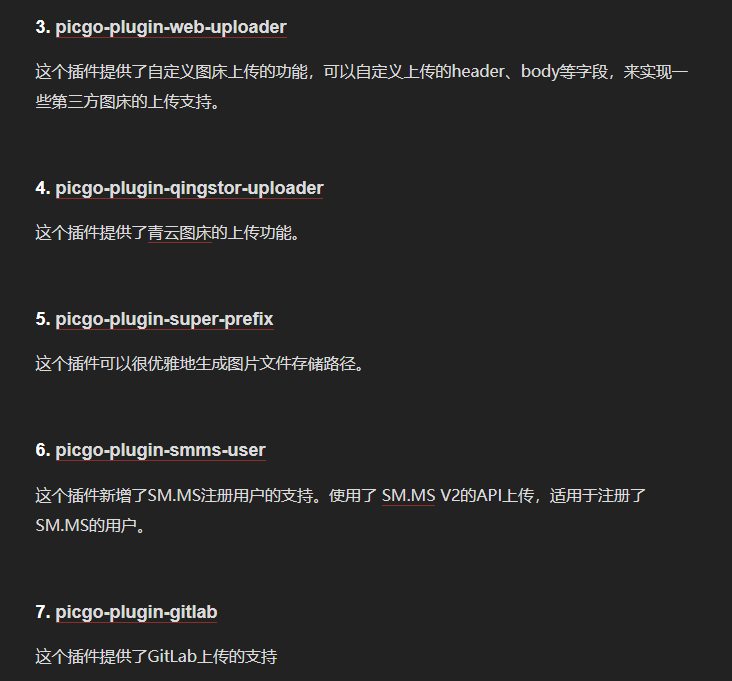 3. picgo-plugin-web-uploader
这个插件提供了自定义图床上传的功能，可以自定义上传的header、body等字段，来实现一
些第三方图床的上传支持。
4. picgo-plugin-qingstor-uploader
这个插件提供了青云图床的上传功能。
5. picgo-plugin-super-prefix
这个插件可以很优雅地生成图片文件存储路径。
6. picgo-plugin-smms-user
这个插件新增了SM.MS注册用户的支持。使用了 SM.MS V2的API上传，适用于注册了
SM.MS的用户。
7. picgo-plugin-gitlab
这个插件提供了GitLab上传的支持